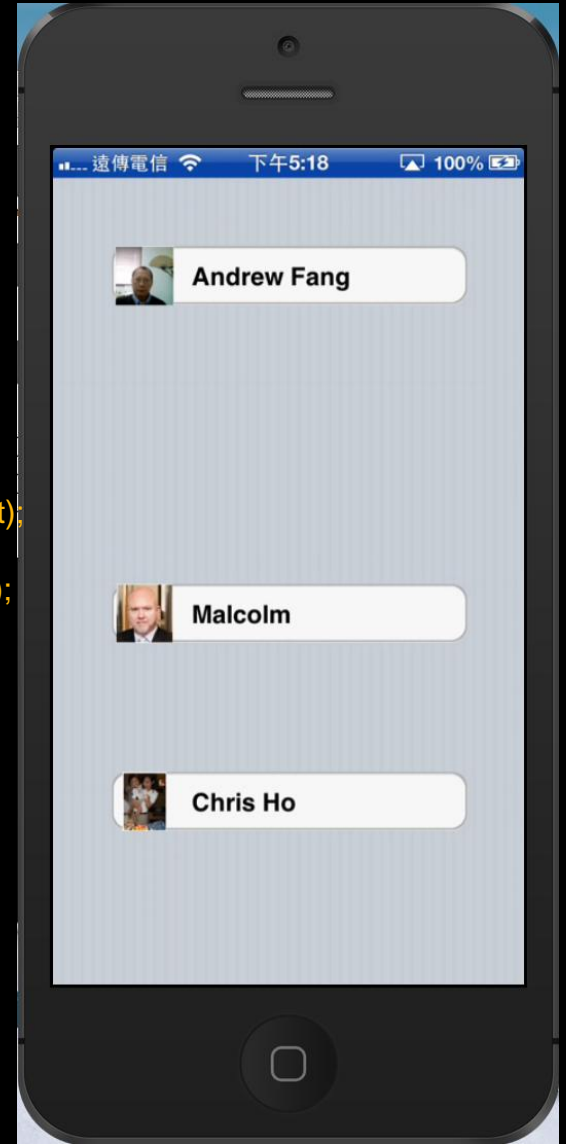 遠傳電信 下午5:18 100%
Andrew Fang
t);
);
Malcolm
Chris Ho